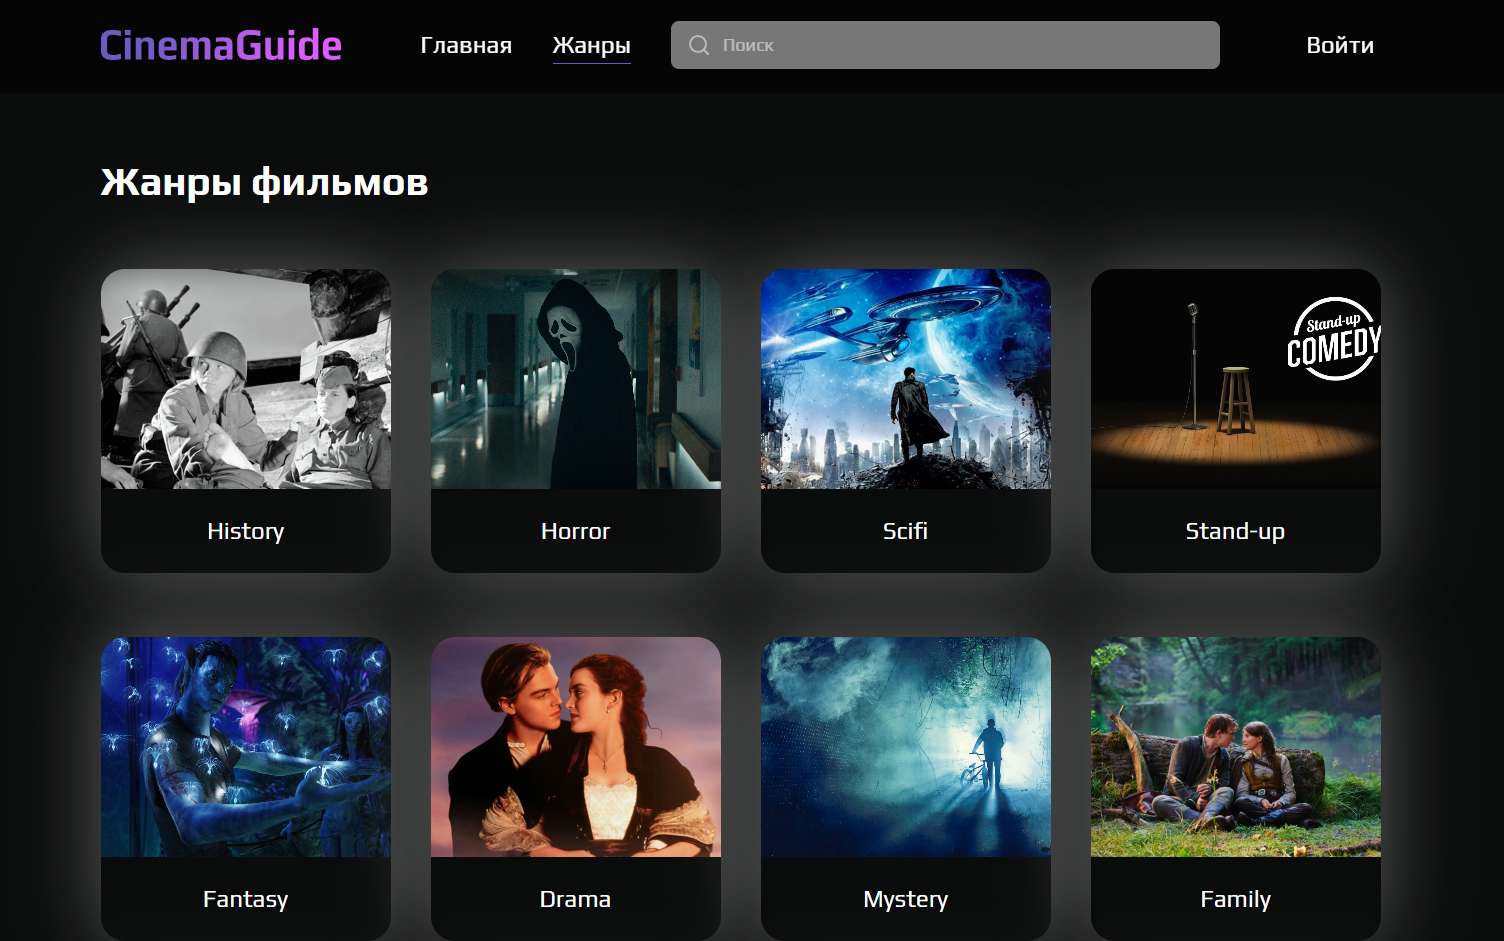 CinemaGuide
Главная
Жанры
Поиск
Войти
Жанры фильмов
Stand-up
COMEDY
History
Horror
Scifi
Stand-up
Fantasy
Drama
Mystery
Family